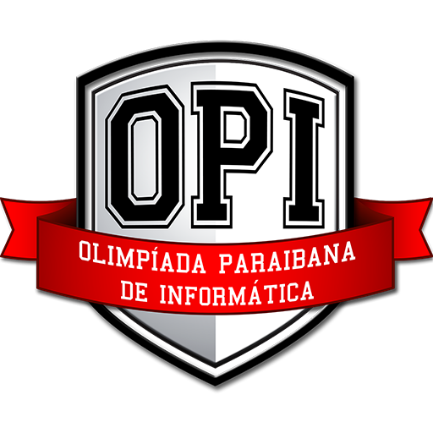 OPI
OLIMPÍADA PARAIBANA
DE INFORMÁTICA